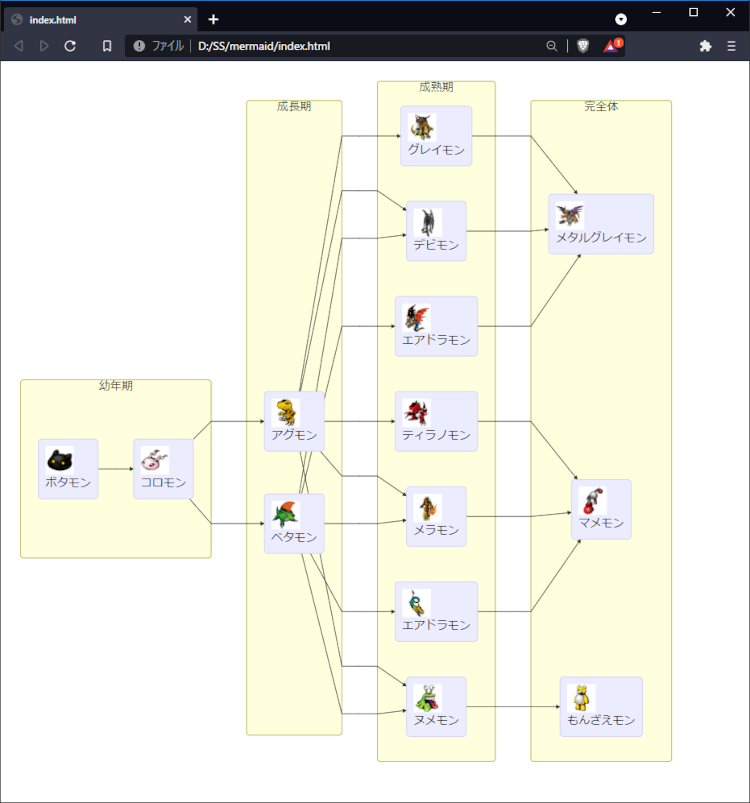 index.html
ファイル D:/SS/mermaid/index.html
1
幼年期
ボタモン
コロモン
成長期
アグモン
ベタモン
成熟期
グレイモン
デビモン
エアドラモン
ティラノモン
メラモン
エアドラモン
ヌメモン
完全体
メタルグレイモン
マメモン
もんざえモン